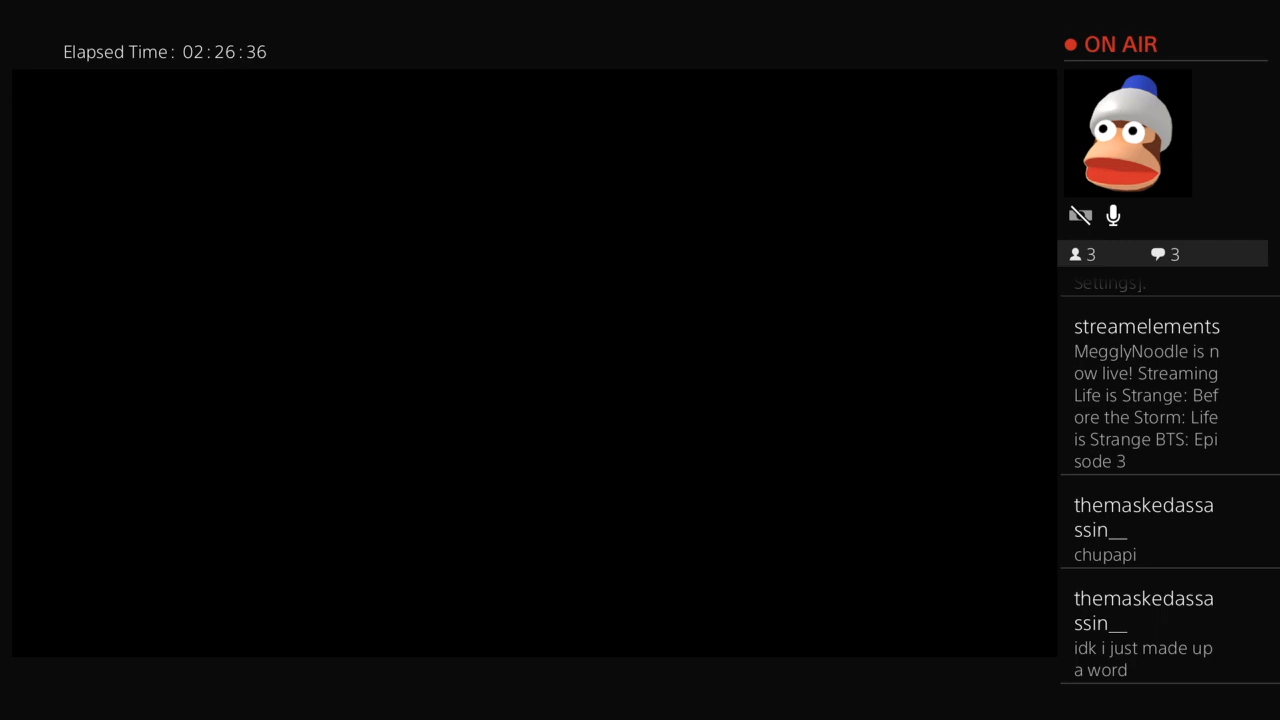 Elapsed Time: 02:26:36
ON AIR
3 3
Settings].
streamelements
MegglyNoodle is n
ow live! Streaming
Life is Strange: Bef
ore the Storm: Life
is Strange BTS: Epi
sode 3
themaskedassa
ssin__
chupapi
themaskedassa
ssin__
idk i just made up
a word